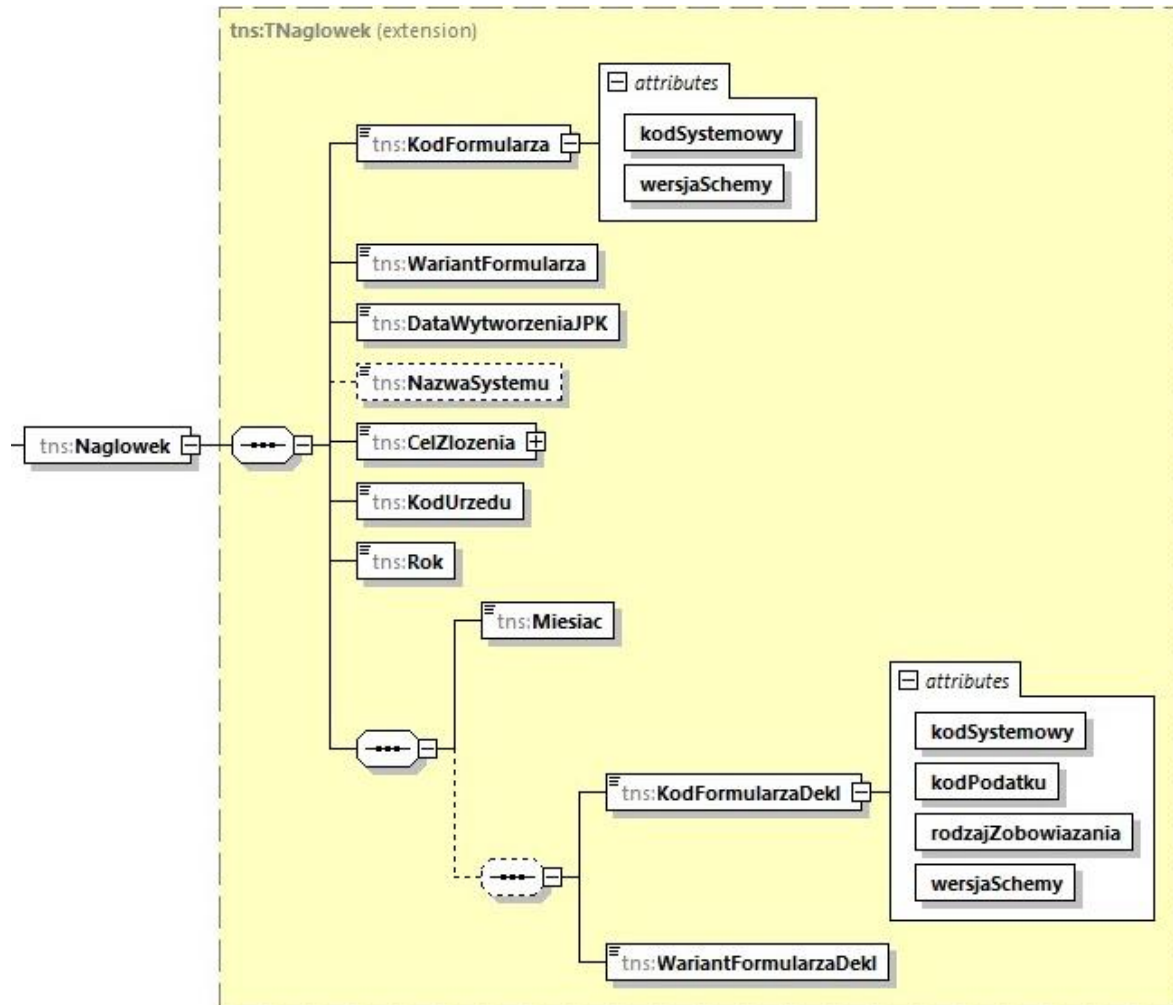 tns:TNaglowek (extension)
attributes
tns:KodFormularza
kodSystemowy
wersjaSchemy
tns:WariantFormularza
tns:DataWytworzeniaJPK
tns:NazwaSystemu
tns:Naglowek
tns:CelZlozenia
tns:KodUrzedu
tns:Rok
tns:Miesiac
attributes
kodSystemowy
tns:KodFormularzaDekl
kodPodatku
rodzajZobowiazania
wersjaSchemy
tns:WariantFormularzaDekl